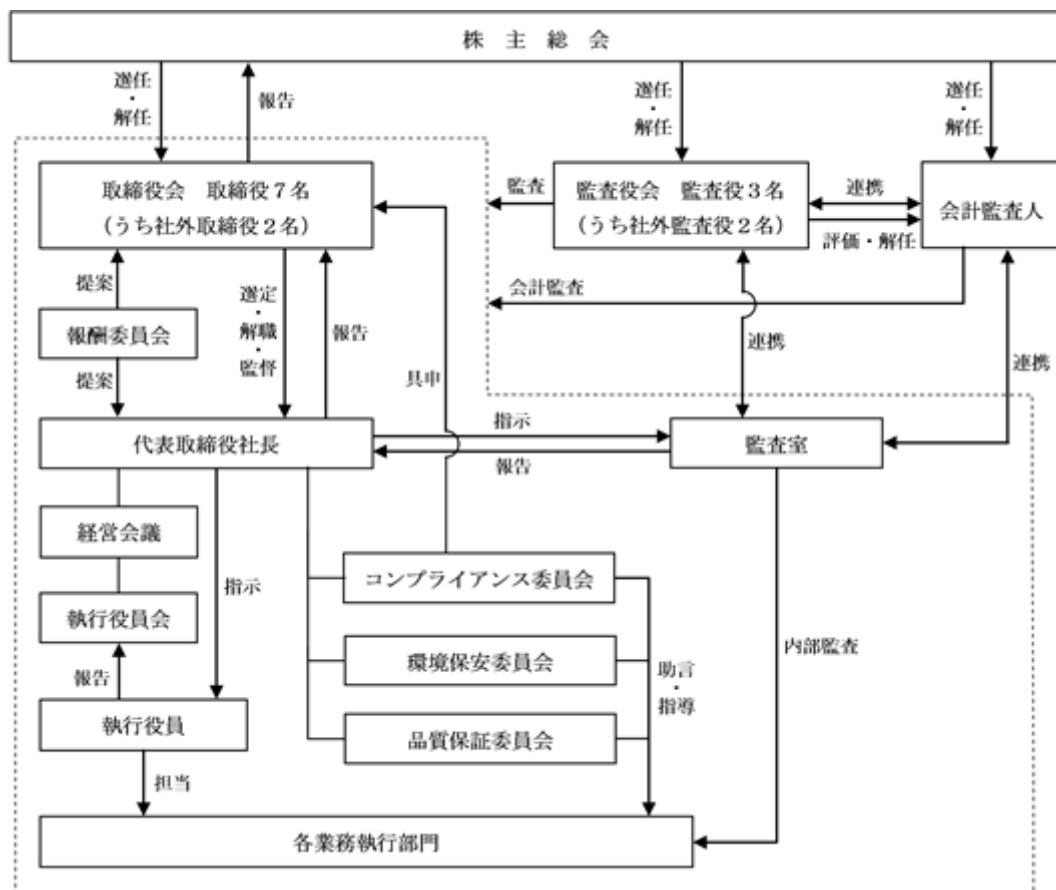 株主総会
選任・解任
報告
選任・解任
選任・解任
取締役会 取締役7名
(うち社外取締役2名)
監査
監査役会 監査役3名
(うち社外監査役2名)
連携
評価・解任
会計監査人
提案
選定・解職・監督
報告
会計監査
報酬委員会
提案
具申
連携
連携
代表取締役社長
指示
報告
監査室
経営会議
指示
コンプライアンス委員会
執行役員会
環境保安委員会
内部監査
報告
助言・指導
執行役員
品質保証委員会
担当
各業務執行部門